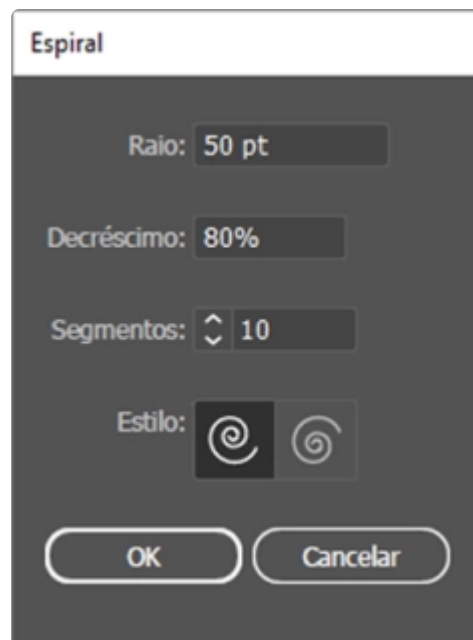 Espiral
Raio: 50 pt
Decréscimo: 80%
Segmentos: 10
Estilo:
OK Cancelar